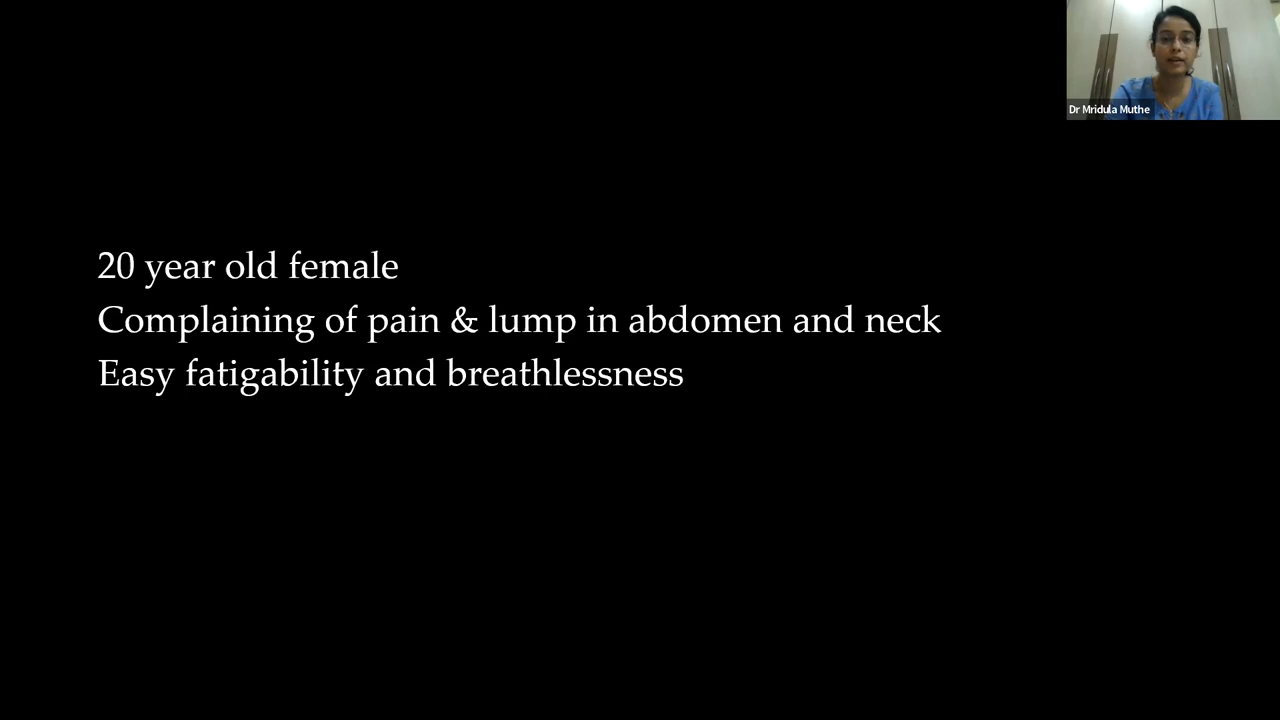 Dr Mridula Muthe
20 year old female
Complaining of pain & lump in abdomen and neck
Easy fatigability and breathlessness